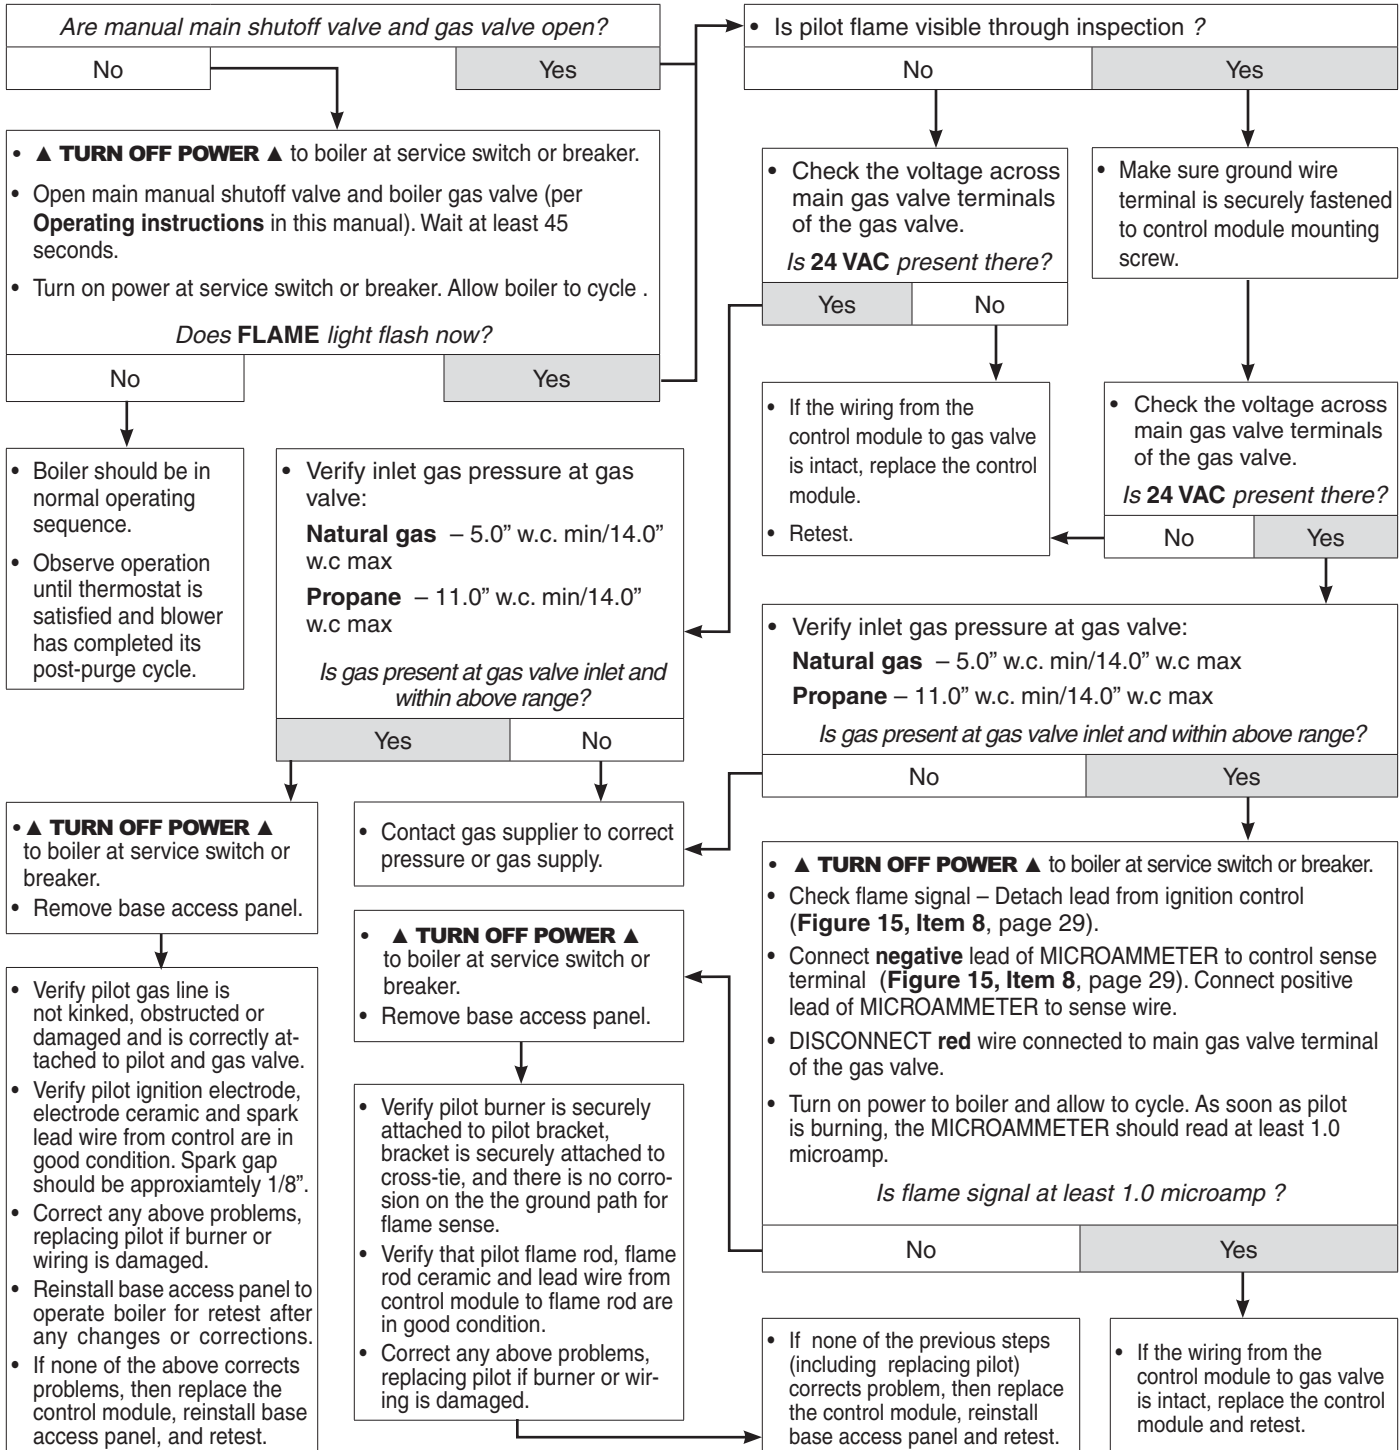 Are manual main shutoff valve and gas valve open?
No
Yes
• ▲ TURN OFF POWER ▲ to boiler at service switch or breaker.
• Open main manual shutoff valve and boiler gas valve (per
Operating instructions in this manual). Wait at least 45
seconds.
• Turn on power at service switch or breaker. Allow boiler to cycle .
Does FLAME light flash now?
No
Yes
• Boiler should be in
normal operating
sequence.
• Observe operation
until thermostat is
satisfied and blower
has completed its
post-purge cycle.
• Is pilot flame visible through inspection ?
No
Yes
• Check the voltage across
main gas valve terminals
of the gas valve.
Is 24 VAC present there?
Yes
No
• Make sure ground wire
terminal is securely fastened
to control module mounting
screw.
• If the wiring from the
control module to gas valve
is intact, replace the control
module.
• Retest.
• Check the voltage across
main gas valve terminals
of the gas valve.
Is 24 VAC present there?
No
Yes
• Verify inlet gas pressure at gas
valve:
Natural gas – 5.0” w.c. min/14.0”
w.c max
Propane – 11.0” w.c. min/14.0”
w.c max
Is gas present at gas valve inlet and
within above range?
Yes
No
• Verify inlet gas pressure at gas valve:
Natural gas – 5.0” w.c. min/14.0” w.c max
Propane – 11.0” w.c. min/14.0” w.c max
Is gas present at gas valve inlet and within above range?
No
Yes
• ▲ TURN OFF POWER ▲
to boiler at service switch or
breaker.
• Remove base access panel.
• Contact gas supplier to correct
pressure or gas supply.
• Verify pilot gas line is
not kinked, obstructed or
damaged and is correctly at-
tached to pilot and gas valve.
• Verify pilot ignition electrode,
electrode ceramic and spark
lead wire from control are in
good condition. Spark gap
should be approxiamtely 1/8”.
• Correct any above problems,
replacing pilot if burner or
wiring is damaged.
• Reinstall base access panel to
operate boiler for retest after
any changes or corrections.
• If none of the above corrects
problems, then replace the
control module, reinstall base
access panel, and retest.
• ▲ TURN OFF POWER ▲
to boiler at service switch or
breaker.
• Remove base access panel.
• Verify pilot burner is securely
attached to pilot bracket,
bracket is securely attached to
cross-tie, and there is no corro-
sion on the the ground path for
flame sense.
• Verify that pilot flame rod, flame
rod ceramic and lead wire from
control module to flame rod are
in good condition.
• Correct any above problems,
replacing pilot if burner or wir-
ing is damaged.
• ▲ TURN OFF POWER ▲ to boiler at service switch or breaker.
• Check flame signal – Detach lead from ignition control
(Figure 15, Item 8, page 29).
• Connect negative lead of MICROAMMETER to control sense
terminal (Figure 15, Item 8, page 29). Connect positive
lead of MICROAMMETER to sense wire.
• DISCONNECT red wire connected to main gas valve terminal
of the gas valve.
• Turn on power to boiler and allow to cycle. As soon as pilot
is burning, the MICROAMMETER should read at least 1.0
microamp.
Is flame signal at least 1.0 microamp ?
No
Yes
• If none of the previous steps
(including replacing pilot)
corrects problem, then replace
the control module, reinstall
base access panel and retest.
• If the wiring from the
control module to gas valve
is intact, replace the control
module and retest.